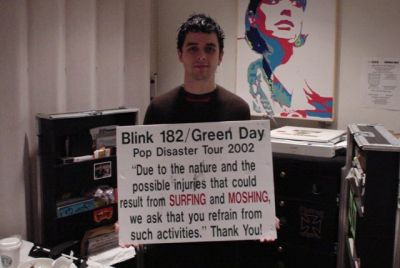 Blink 182/Green Day
Pop Disaster Tour 2002
"Due to the nature and the
possible injuries that could
result from SURFING and MOSHING,
we ask that you refrain from
such activities." Thank You!